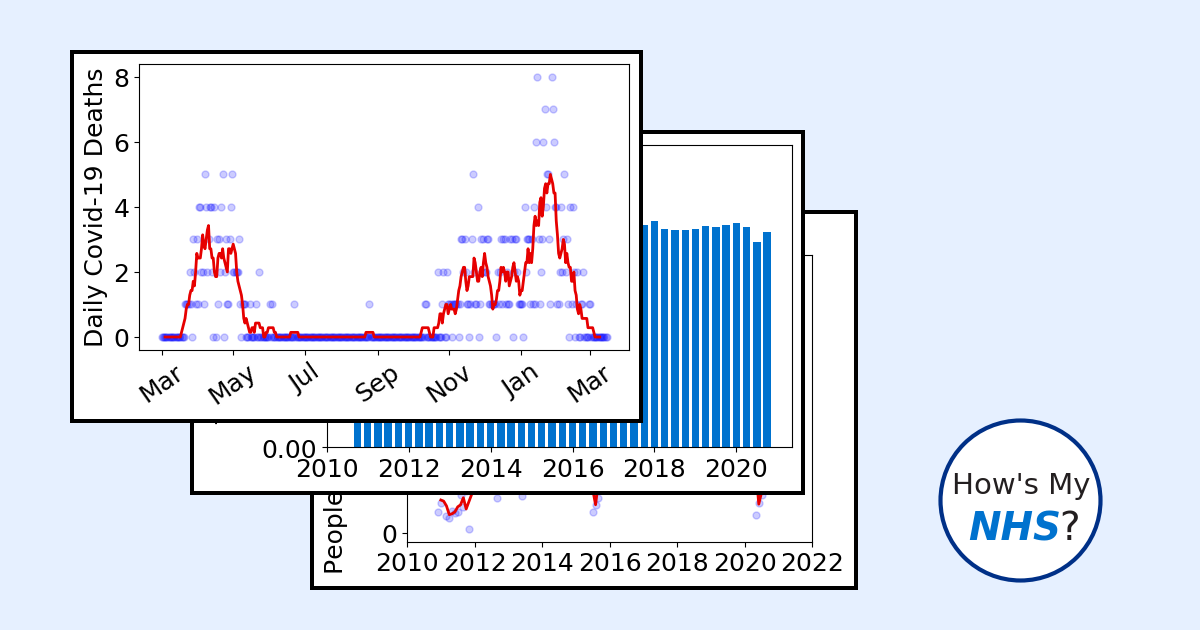 Daily Covid-19 Deaths
8
6
4
2
0
Mar May Jul Sep Nov Jan Mar
0.00
2010 2012 2014 2016 2018 2020
People
0
2010 2012 2014 2016 2018 2020 2022
How's My
NHS?